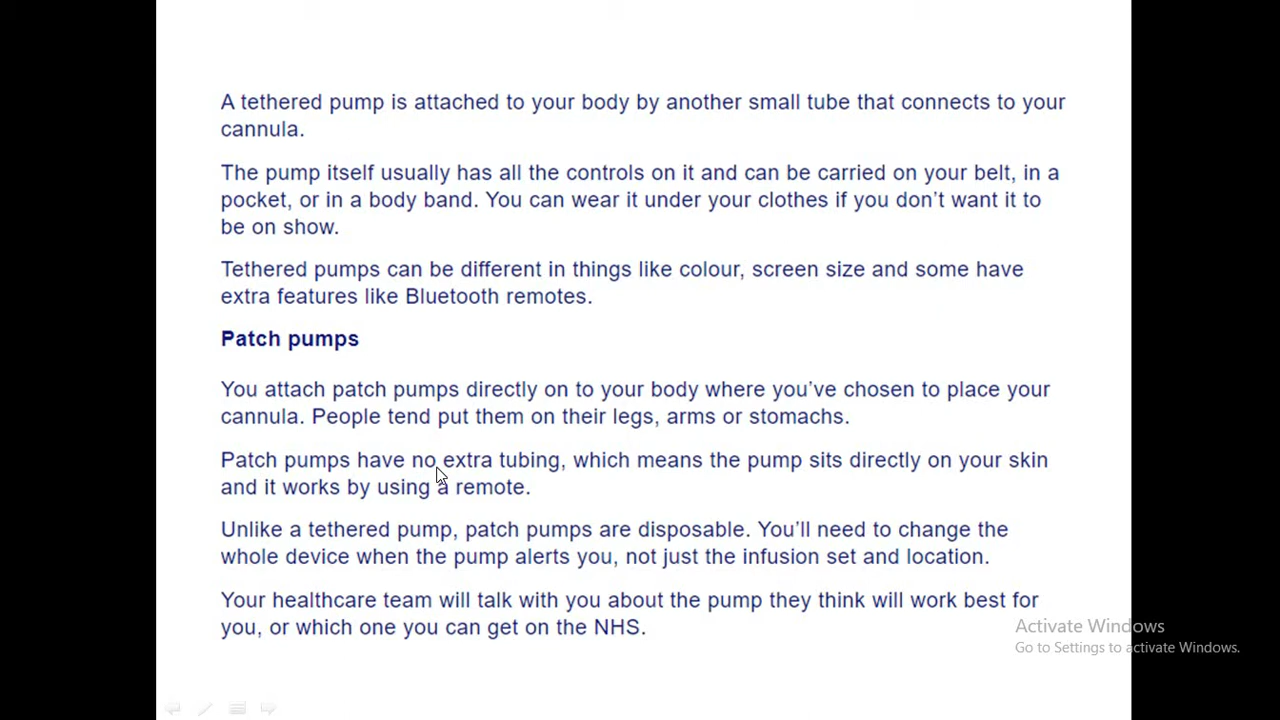 A tethered pump is attached to your body by another small tube that connects to your
cannula.
The pump itself usually has all the controls on it and can be carried on your belt, in a
pocket, or in a body band. You can wear it under your clothes if you don’t want it to
be on show.
Tethered pumps can be different in things like colour, screen size and some have
extra features like Bluetooth remotes.
Patch pumps
You attach patch pumps directly on to your body where you’ve chosen to place your
cannula. People tend put them on their legs, arms or stomachs.
Patch pumps have no extra tubing, which means the pump sits directly on your skin
and it works by using a remote.
Unlike a tethered pump, patch pumps are disposable. You’ll need to change the
whole device when the pump alerts you, not just the infusion set and location.
Your healthcare team will talk with you about the pump they think will work best for
you, or which one you can get on the NHS.
Activate Windows
Go to Settings to activate Windows.